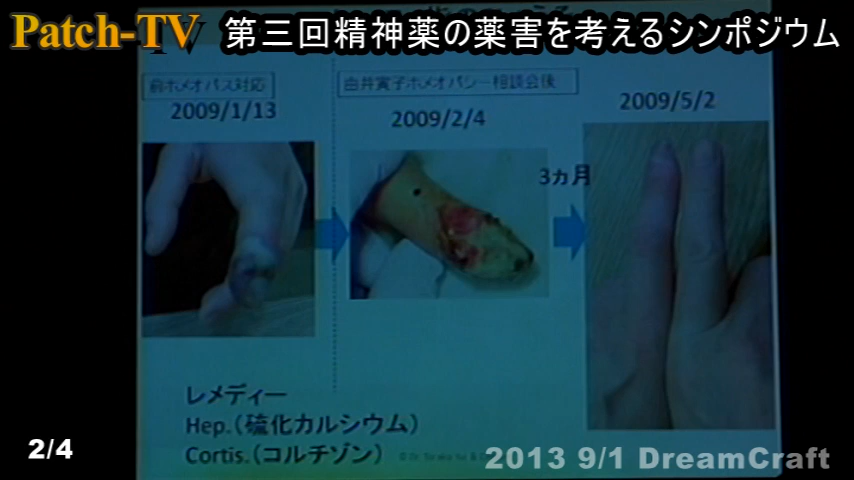 Patch-TV 第三回精神薬の薬害を考えるシンポジウム
前ホメオパス対応
2009/1/13
由井寅子ホメオパシー相談会後
2009/2/4
2009/5/2
3カ月
レメディー
Hep.(硫化カルシウム)
Cortis.(コルチゾン)
2/4
2013 9/1 DreamCraft